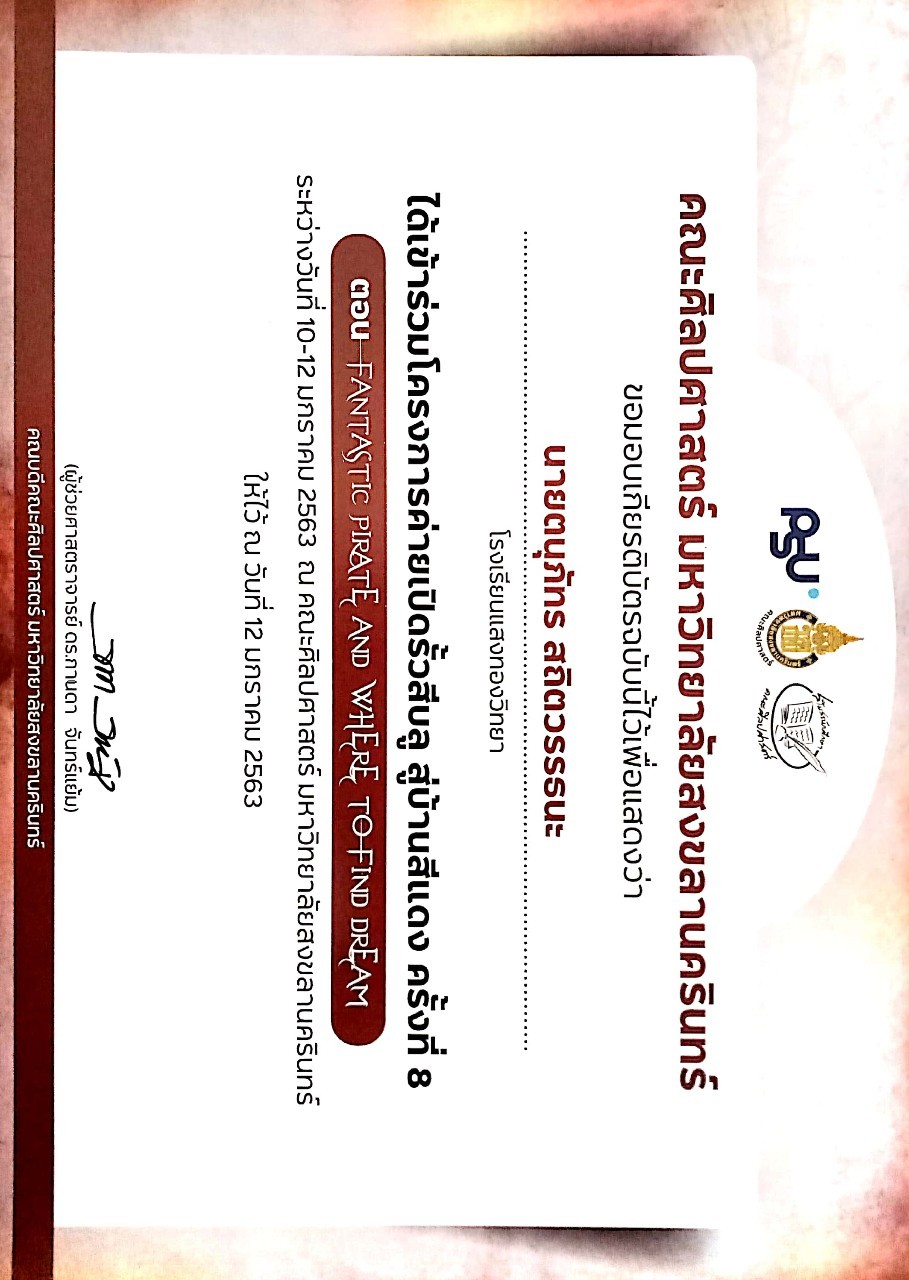 ม.อ.
คณะศิลปศาสตร์ มหาวิทยาลัยสงขลานครินทร์
ขอมอบเกียรติบัตรฉบับนี้ไว้เพื่อแสดงว่า
นายตบุภัทร สถิตวรรธนะ
โรงเรียนแสงทองวิทยา
ได้เข้าร่วมโครงการค่ายเปิดรั้วสีบลู สู่บ้านสีแดง ครั้งที่ 8
ตอน FANTASTIC PIRATE AND WHERE TO FIND DREAM
ระหว่างวันที่ 10-12 มกราคม 2563 ณ คณะศิลปศาสตร์ มหาวิทยาลัยสงขลานครินทร์
ให้ไว้ ณ วันที่ 12 มกราคม 2563
(ผู้ช่วยศาสตราจารย์ ดร.กานดา จันทร์แย้ม)
คณบดีคณะศิลปศาสตร์ มหาวิทยาลัยสงขลานครินทร์